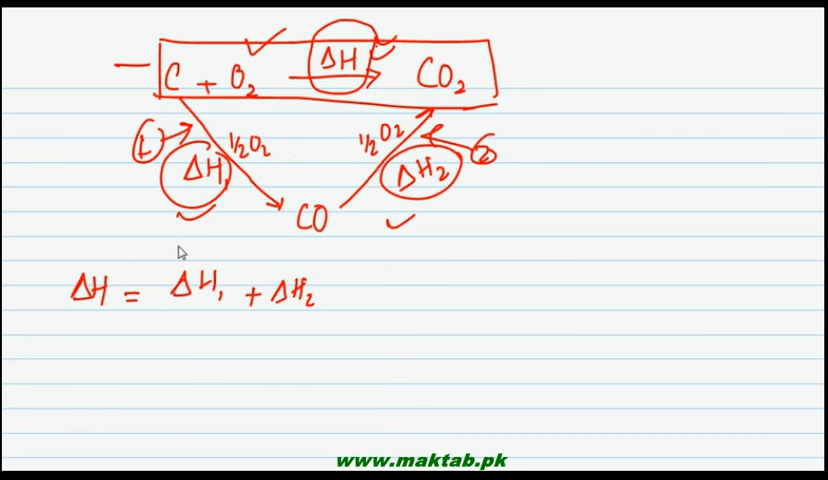 C + O₂ → ΔH CO₂
1 ½O₂ ½O₂ 2
ΔH₁ ΔH₂
CO
ΔH = ΔH₁ + ΔH₂
www.maktab.pk